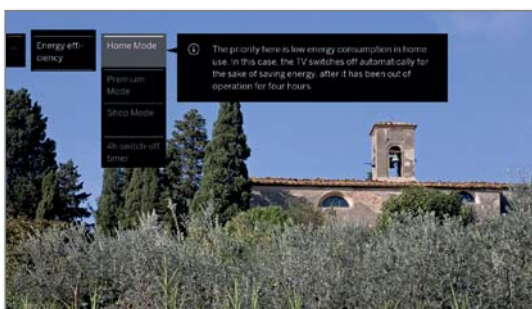 ...
Energy effi-
ciency
Home Mode
Premium
Mode
Shop Mode
4h switch-off
timer
The priority here is low energy consumption in home
use. In this case, the TV switches off automatically for
the sake of saving energy, after it has been out of
operation for four hours.